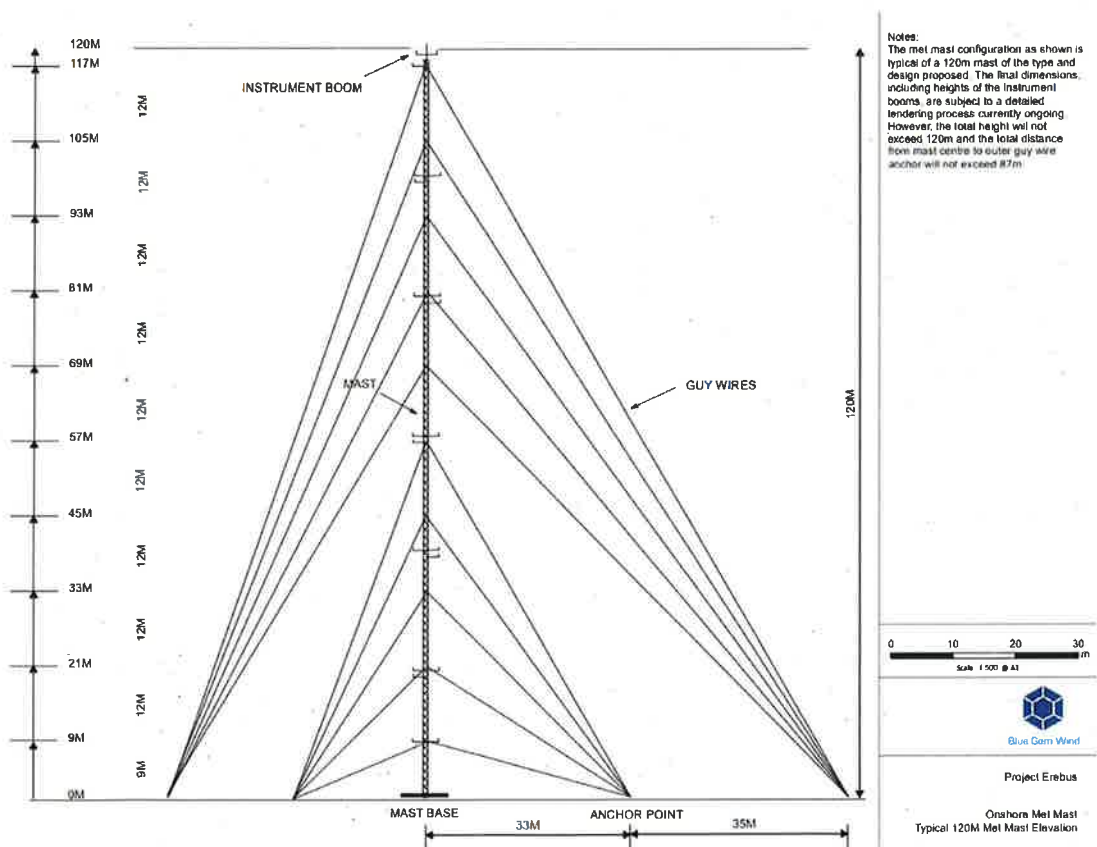 120M
117M
105M
93M
81M
69M
57M
45M
33M
21M
9M
0M
12M
12M
12M
12M
12M
12M
12M
12M
12M
9M
INSTRUMENT BOOM
MAST
GUY WIRES
120M
MAST BASE
ANCHOR POINT
33M
35M
Notes:
The met mast configuration as shown is
typical of a 120m mast of the type and
design proposed. The final dimensions,
including heights of the instrument
booms, are subject to a detailed
tendering process currently ongoing.
However, the total height will not
exceed 120m and the total distance
from mast centre to outer guy wire
anchor will not exceed 87m
0 10 20 30
m
Scale 1:500 @ A3
Blue Gem Wind
Project Erebus
Onshore Met Mast
Typical 120M Met Mast Elevation